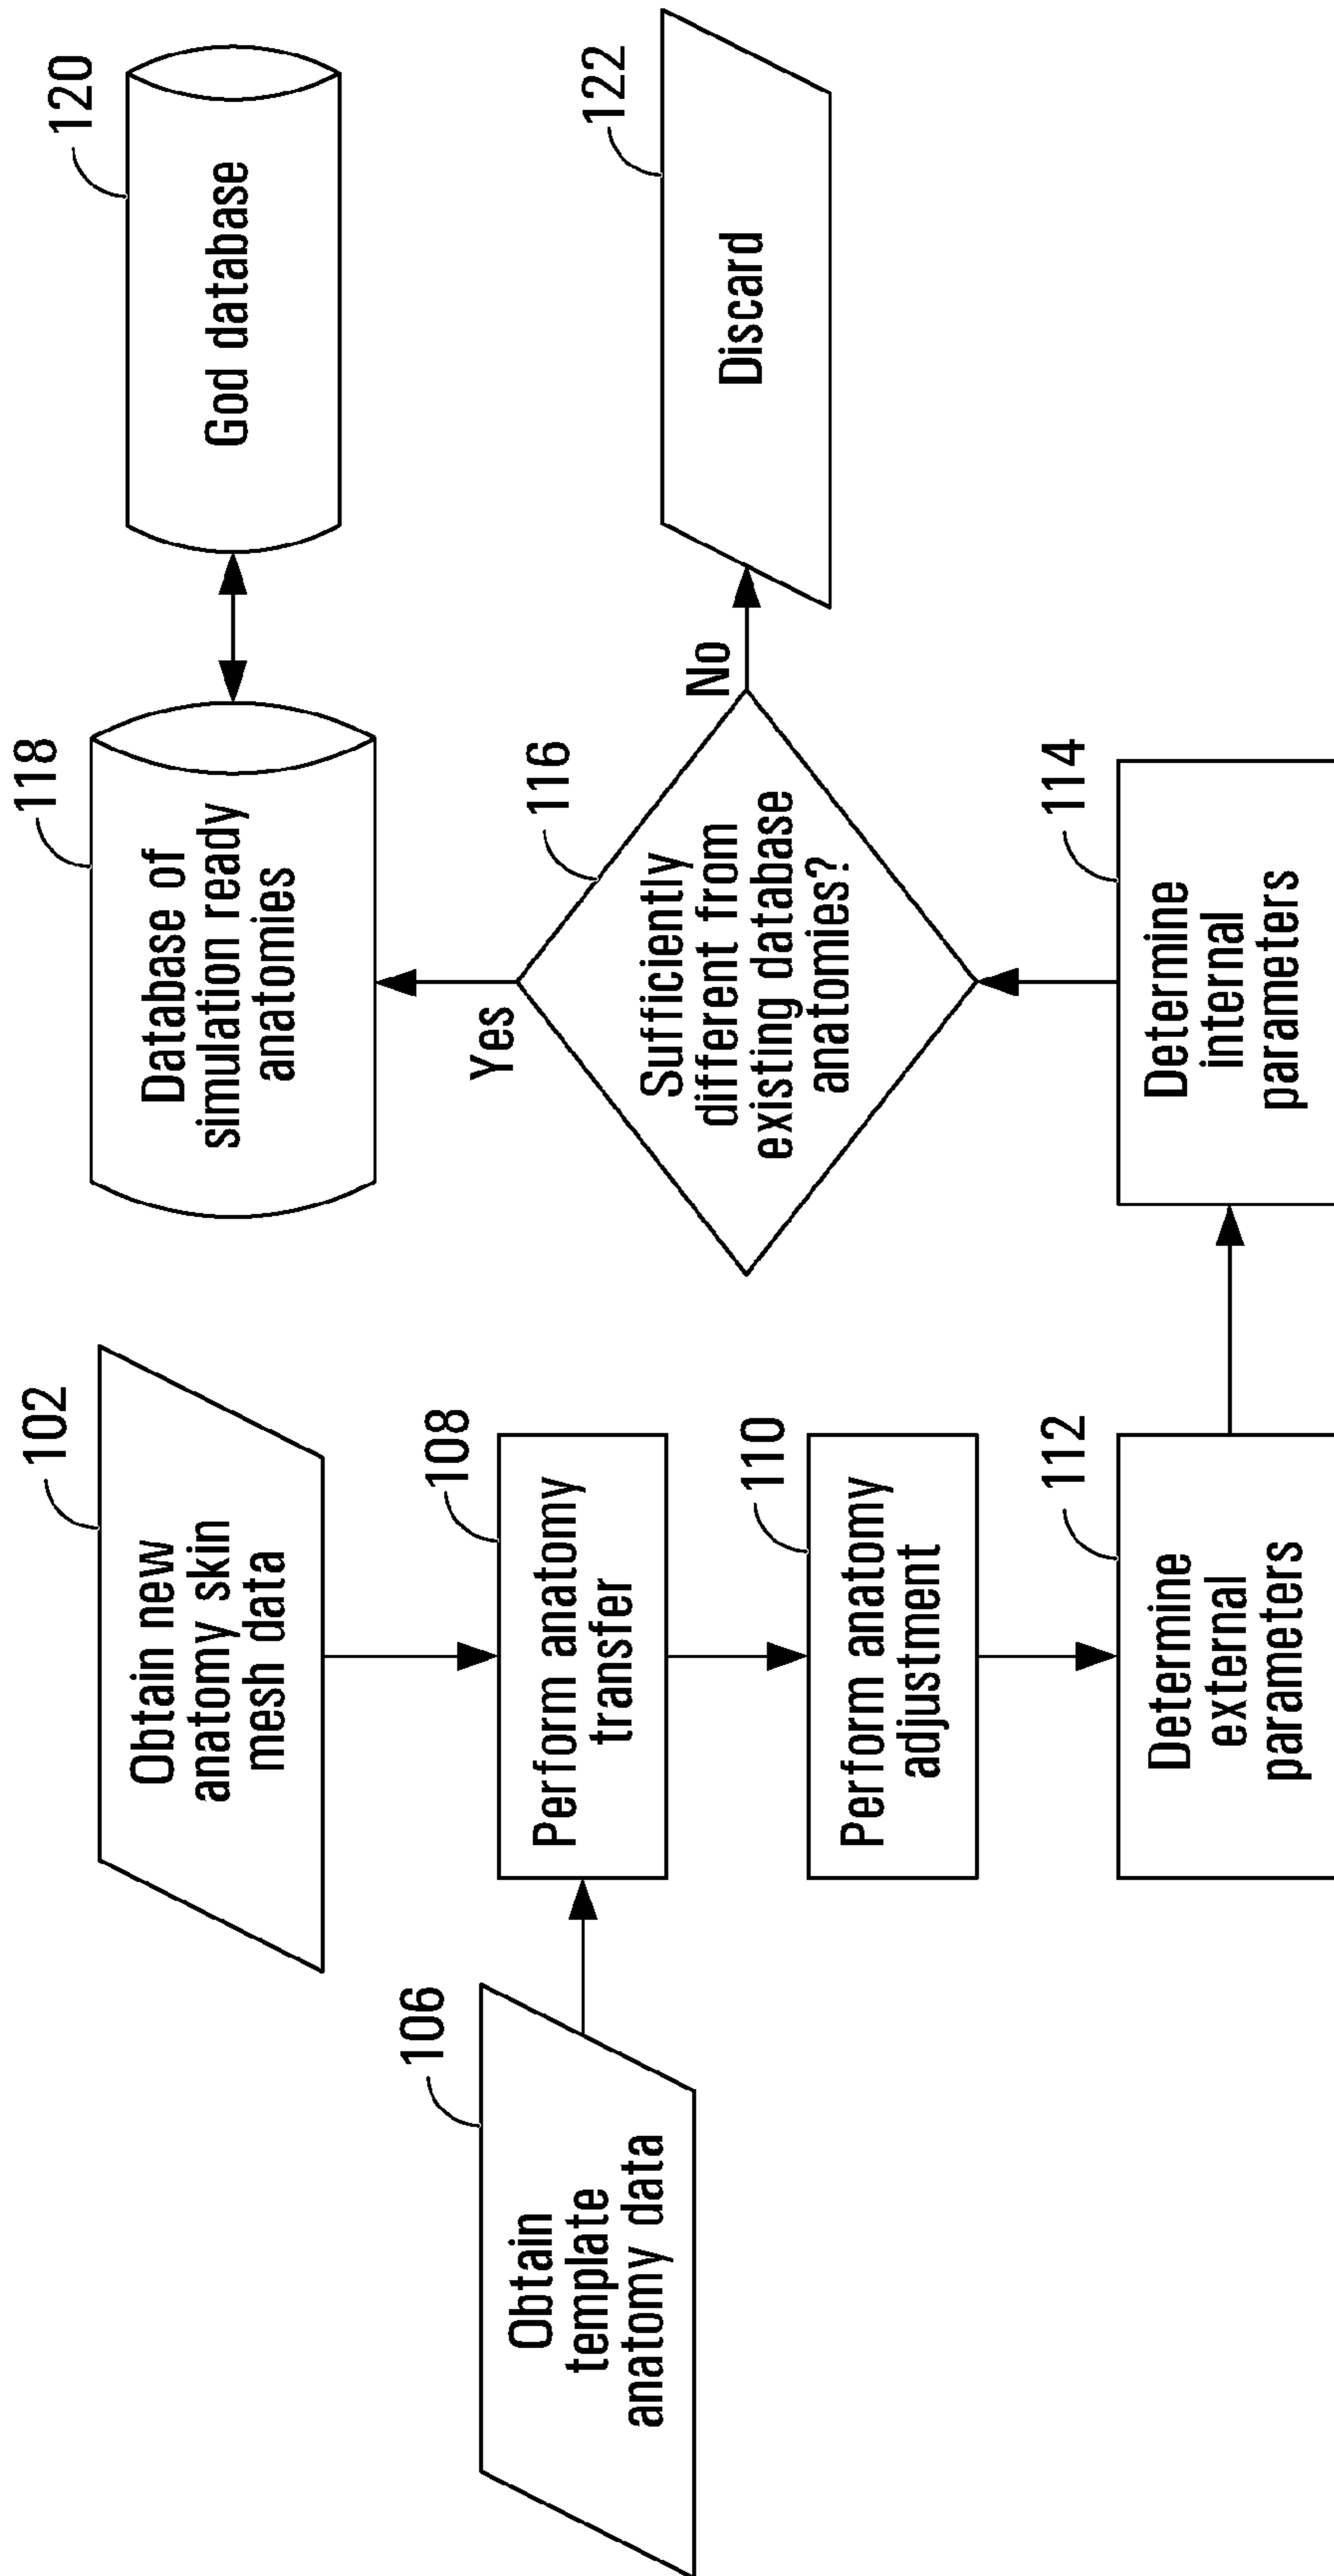 102
Obtain new
anatomy skin
mesh data
106
Obtain
template
anatomy data
108
Perform anatomy
transfer
110
Perform anatomy
adjustment
112
Determine
external
parameters
114
Determine
internal
parameters
116
Sufficiently
different from
existing database
anatomies?
Yes
No
118
Database of
simulation ready
anatomies
120
God database
122
Discard